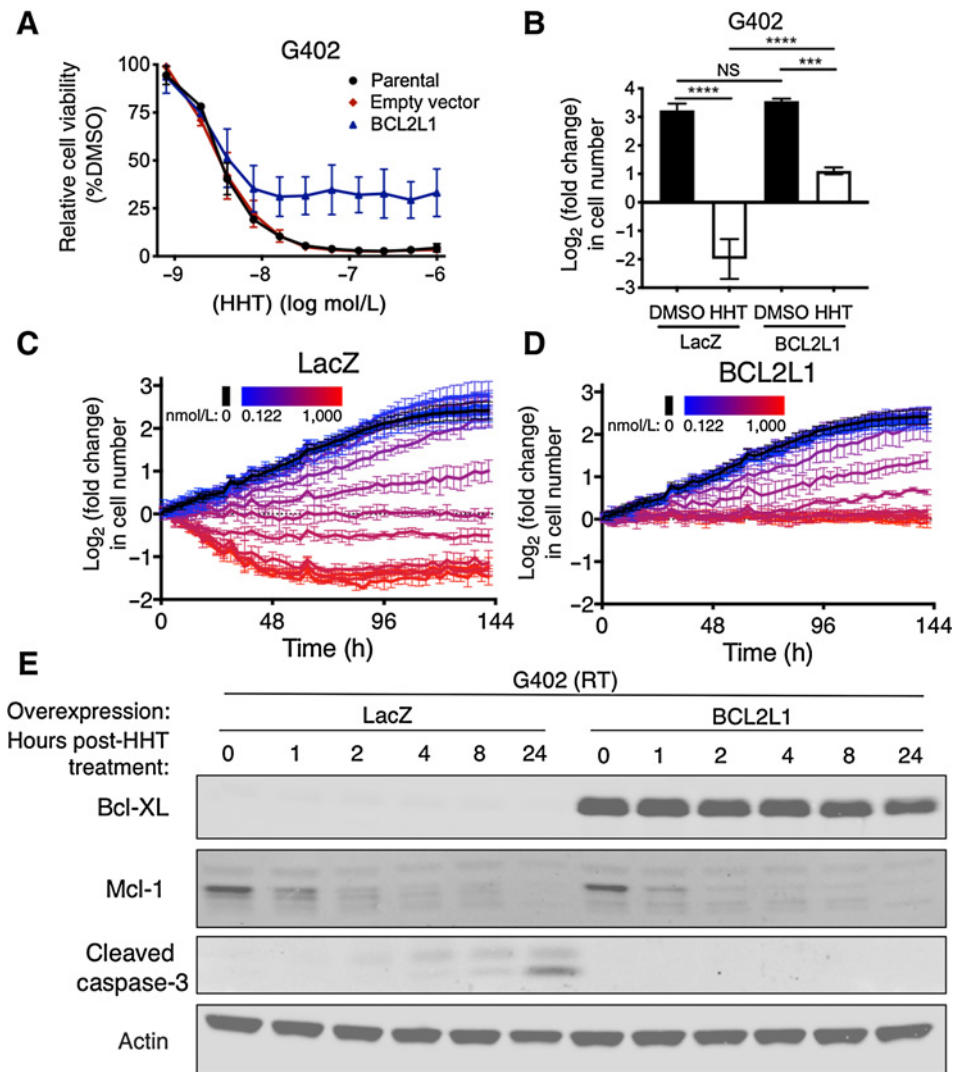 A
G402
Relative cell viability
(%DMSO)
100
75
50
25
0
Parental
Empty vector
BCL2L1
–9
–8
–7
–6
(HHT) (log mol/L)
B
G402
****
NS
***
****
Log2 (fold change)
in cell number
4
3
2
1
0
–1
–2
–3
DMSO HHT
DMSO HHT
LacZ
BCL2L1
C
LacZ
nmol/L: 0 0.122 1,000
Log2 (fold change)
in cell number
3
2
1
0
–1
–2
0
48
96
144
Time (h)
D
BCL2L1
nmol/L: 0 0.122 1,000
Log2 (fold change)
in cell number
3
2
1
0
–1
–2
0
48
96
144
Time (h)
E
G402 (RT)
Overexpression:
LacZ
BCL2L1
Hours post-HHT
treatment:
0 1 2 4 8 24 0 1 2 4 8 24
Bcl-XL
Mcl-1
Cleaved
caspase-3
Actin